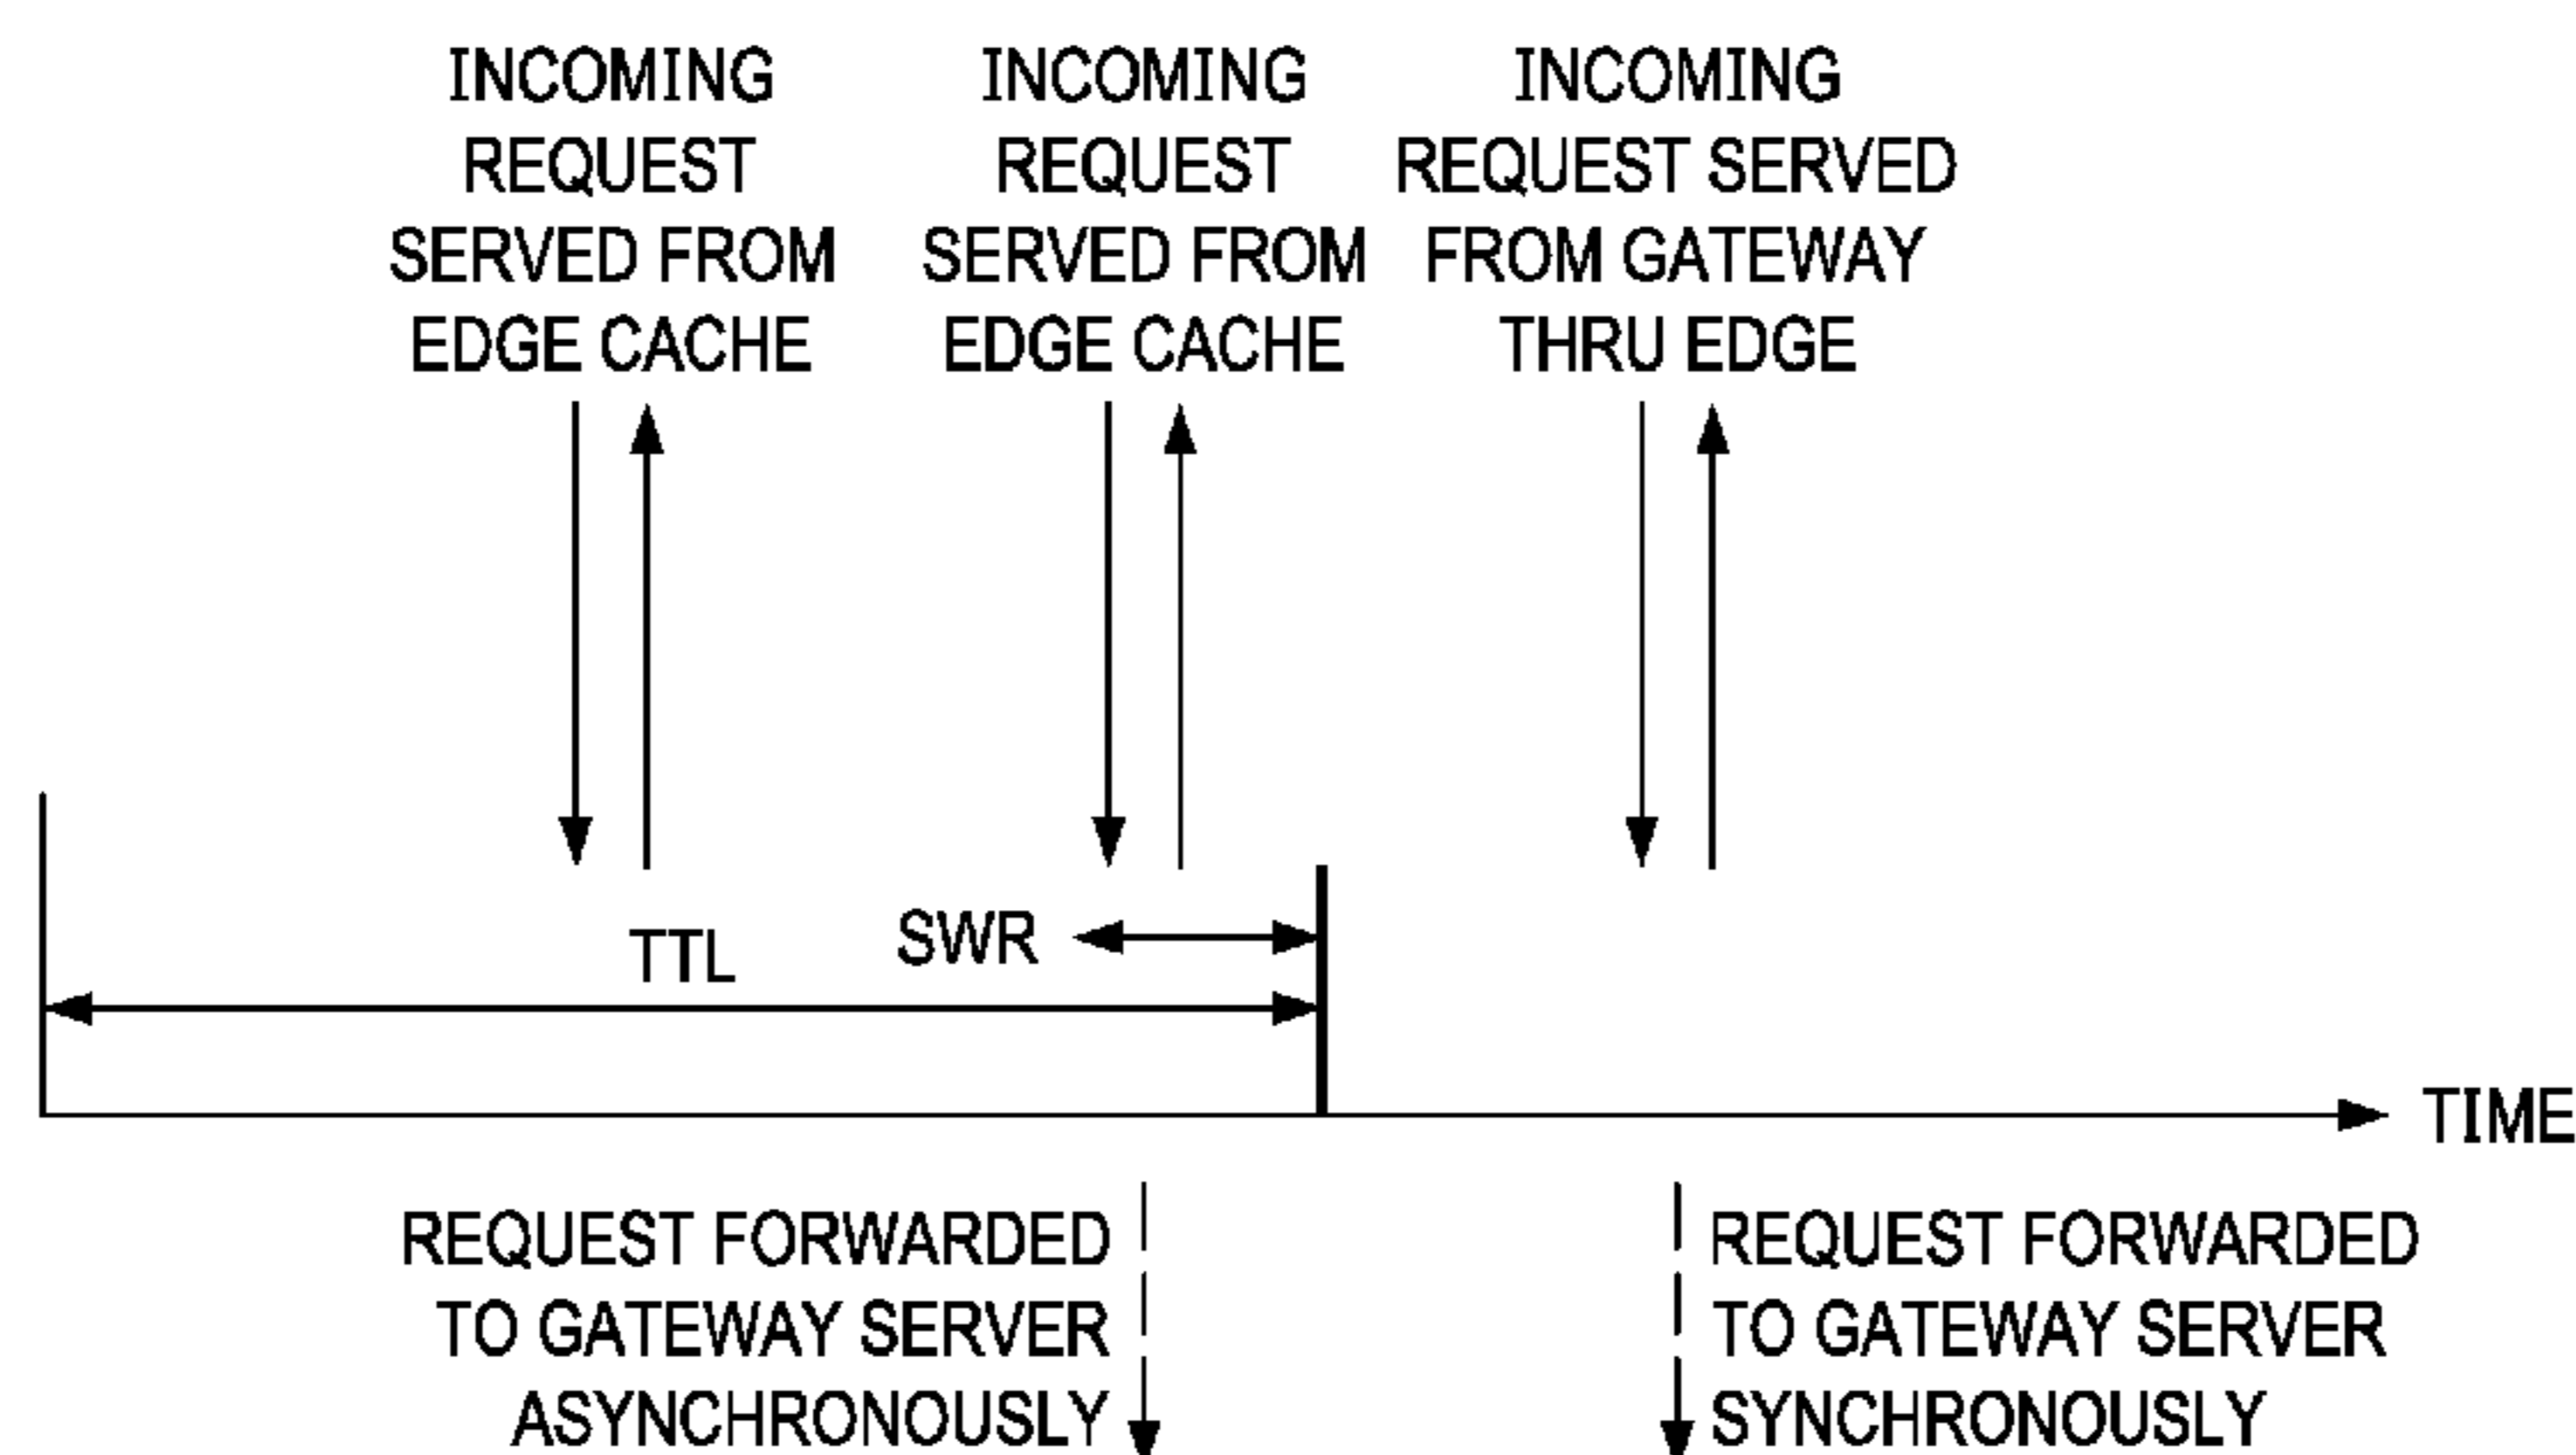 INCOMING
REQUEST
SERVED FROM
EDGE CACHE
INCOMING
REQUEST
SERVED FROM
EDGE CACHE
INCOMING
REQUEST SERVED
FROM GATEWAY
THRU EDGE
SWR
TTL
TIME
REQUEST FORWARDED
TO GATEWAY SERVER
ASYNCHRONOUSLY
REQUEST FORWARDED
TO GATEWAY SERVER
SYNCHRONOUSLY